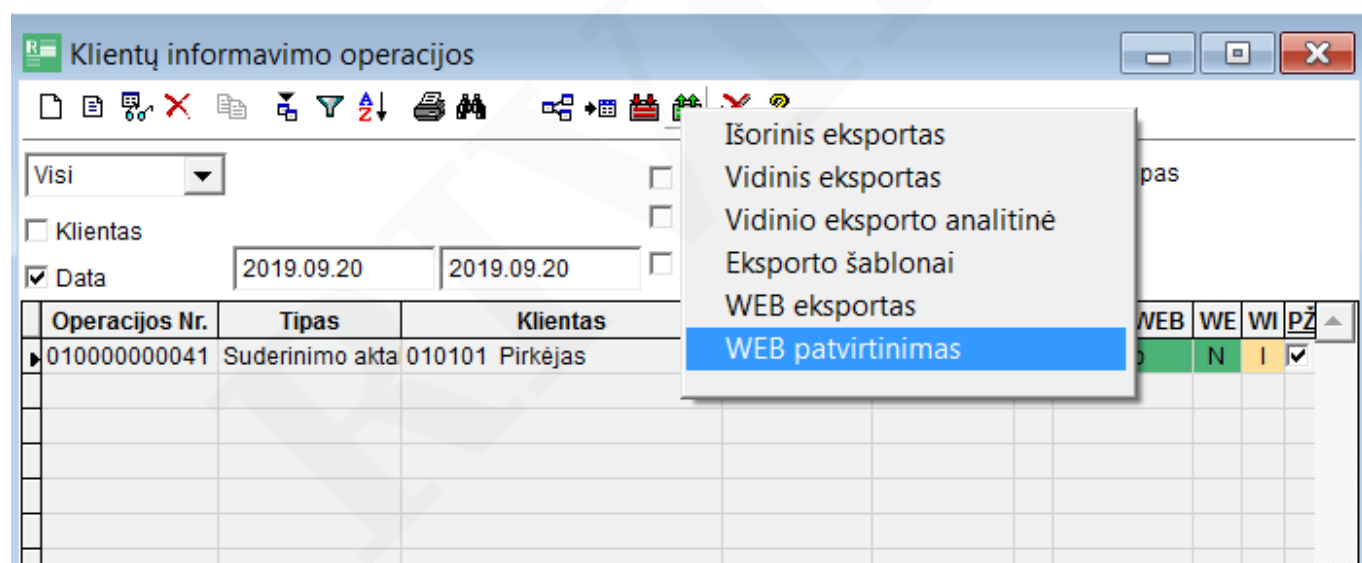 Klientų informavimo operacijos
Išorinis eksportas
Vidinis eksportas
Vidinio eksporto analitinė
Eksporto šablonai
WEB eksportas
WEB patvirtinimas
Visi
pas
Klientas
Data 2019.09.20 2019.09.20
Operacijos Nr. Tipas Klientas WEB WE WI PŽ
010000000041 Suderinimo akta 010101 Pirkėjas N I